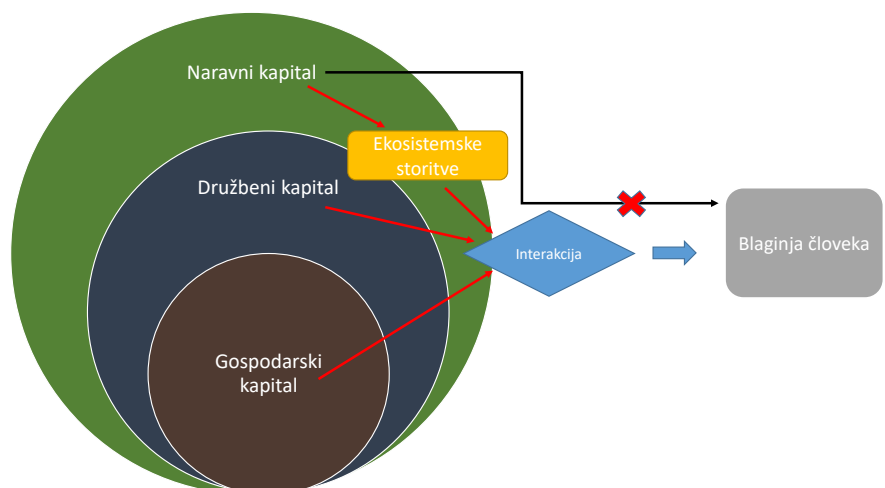 Naravni kapital
Ekosistemske
storitve
Družbeni kapital
Interakcija
Blaginja človeka
Gospodarski
kapital